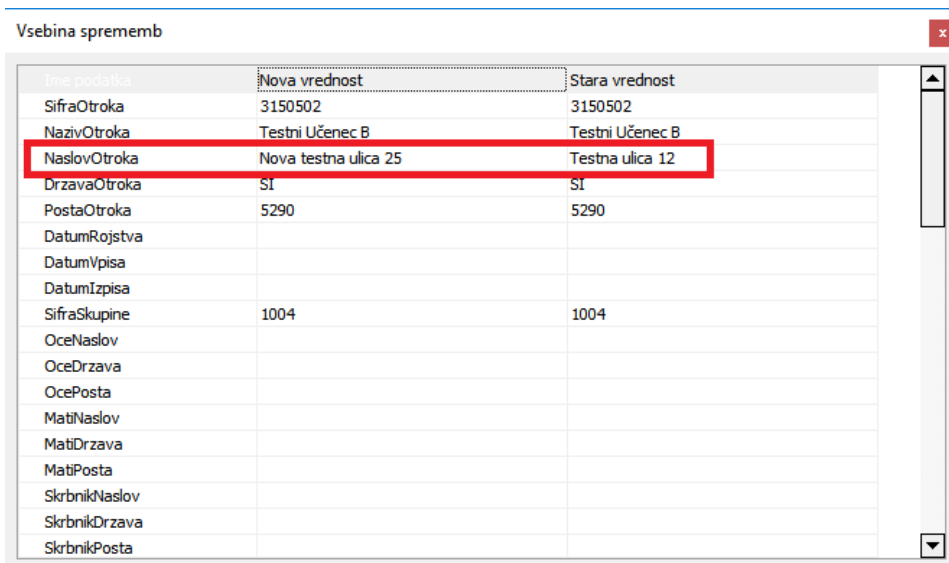 Vsebina sprememb
x
Ime podatka Nova vrednost Stara vrednost
SifraOtroka 3150502 3150502
NazivOtroka Testni Učenec B Testni Učenec B
NaslovOtroka Nova testna ulica 25 Testna ulica 12
DrzavaOtroka SI SI
PostaOtroka 5290 5290
DatumRojstva
DatumVpisa
DatumIzpisa
SifraSkupine 1004 1004
OceNaslov
OceDrzava
OcePosta
MatiNaslov
MatiDrzava
MatiPosta
SkrbnikNaslov
SkrbnikDrzava
SkrbnikPosta